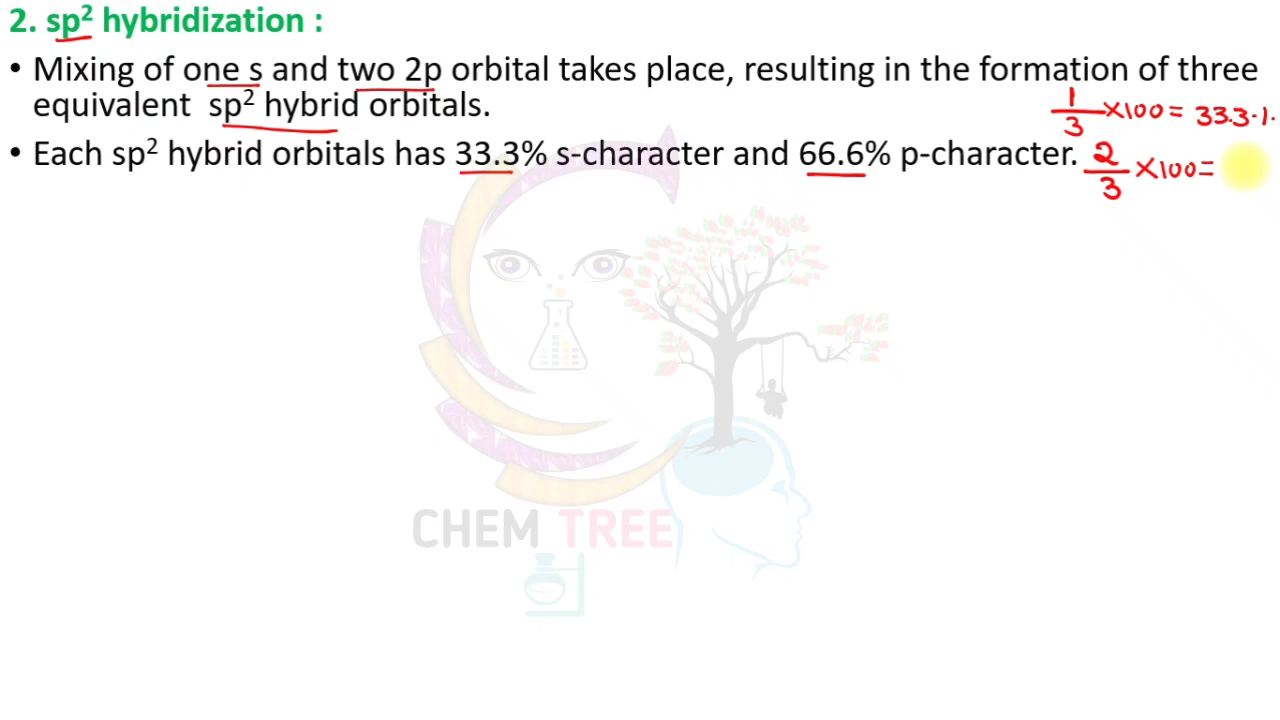 2. sp² hybridization :
• Mixing of one s and two 2p orbital takes place, resulting in the formation of three
equivalent sp² hybrid orbitals.
1/3 ×100 = 33.3·1·
• Each sp² hybrid orbitals has 33.3% s-character and 66.6% p-character.
2/3 ×100=
CHEM TREE